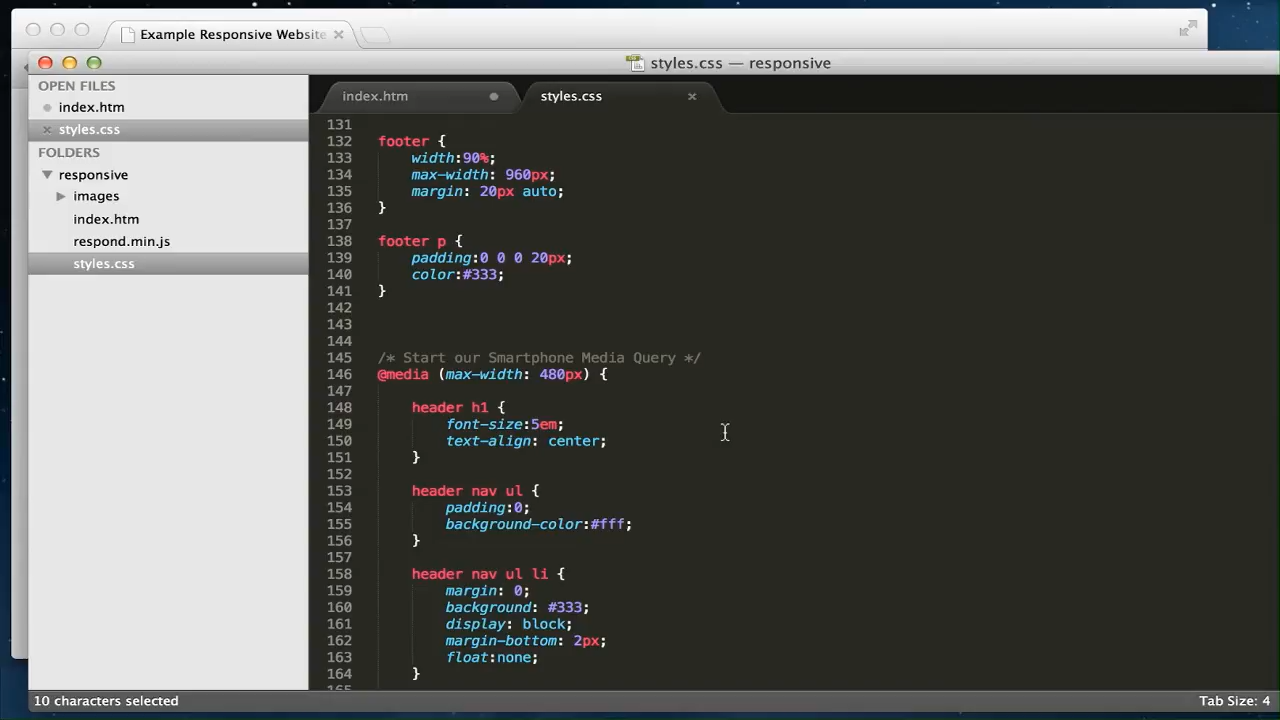 Example Responsive Website
styles.css — responsive
OPEN FILES
index.htm
styles.css
FOLDERS
responsive
images
index.htm
respond.min.js
styles.css
index.htm
styles.css
131
132 footer {
133 width:90%;
134 max-width: 960px;
135 margin: 20px auto;
136 }
137
138 footer p {
139 padding:0 0 0 20px;
140 color:#333;
141 }
142
143
144
145 /* Start our Smartphone Media Query */
146 @media (max-width: 480px) {
147
148 header h1 {
149 font-size:5em;
150 text-align: center;
151 }
152
153 header nav ul {
154 padding:0;
155 background-color:#fff;
156 }
157
158 header nav ul li {
159 margin: 0;
160 background: #333;
161 display: block;
162 margin-bottom: 2px;
163 float:none;
164 }
165
10 characters selected
Tab Size: 4